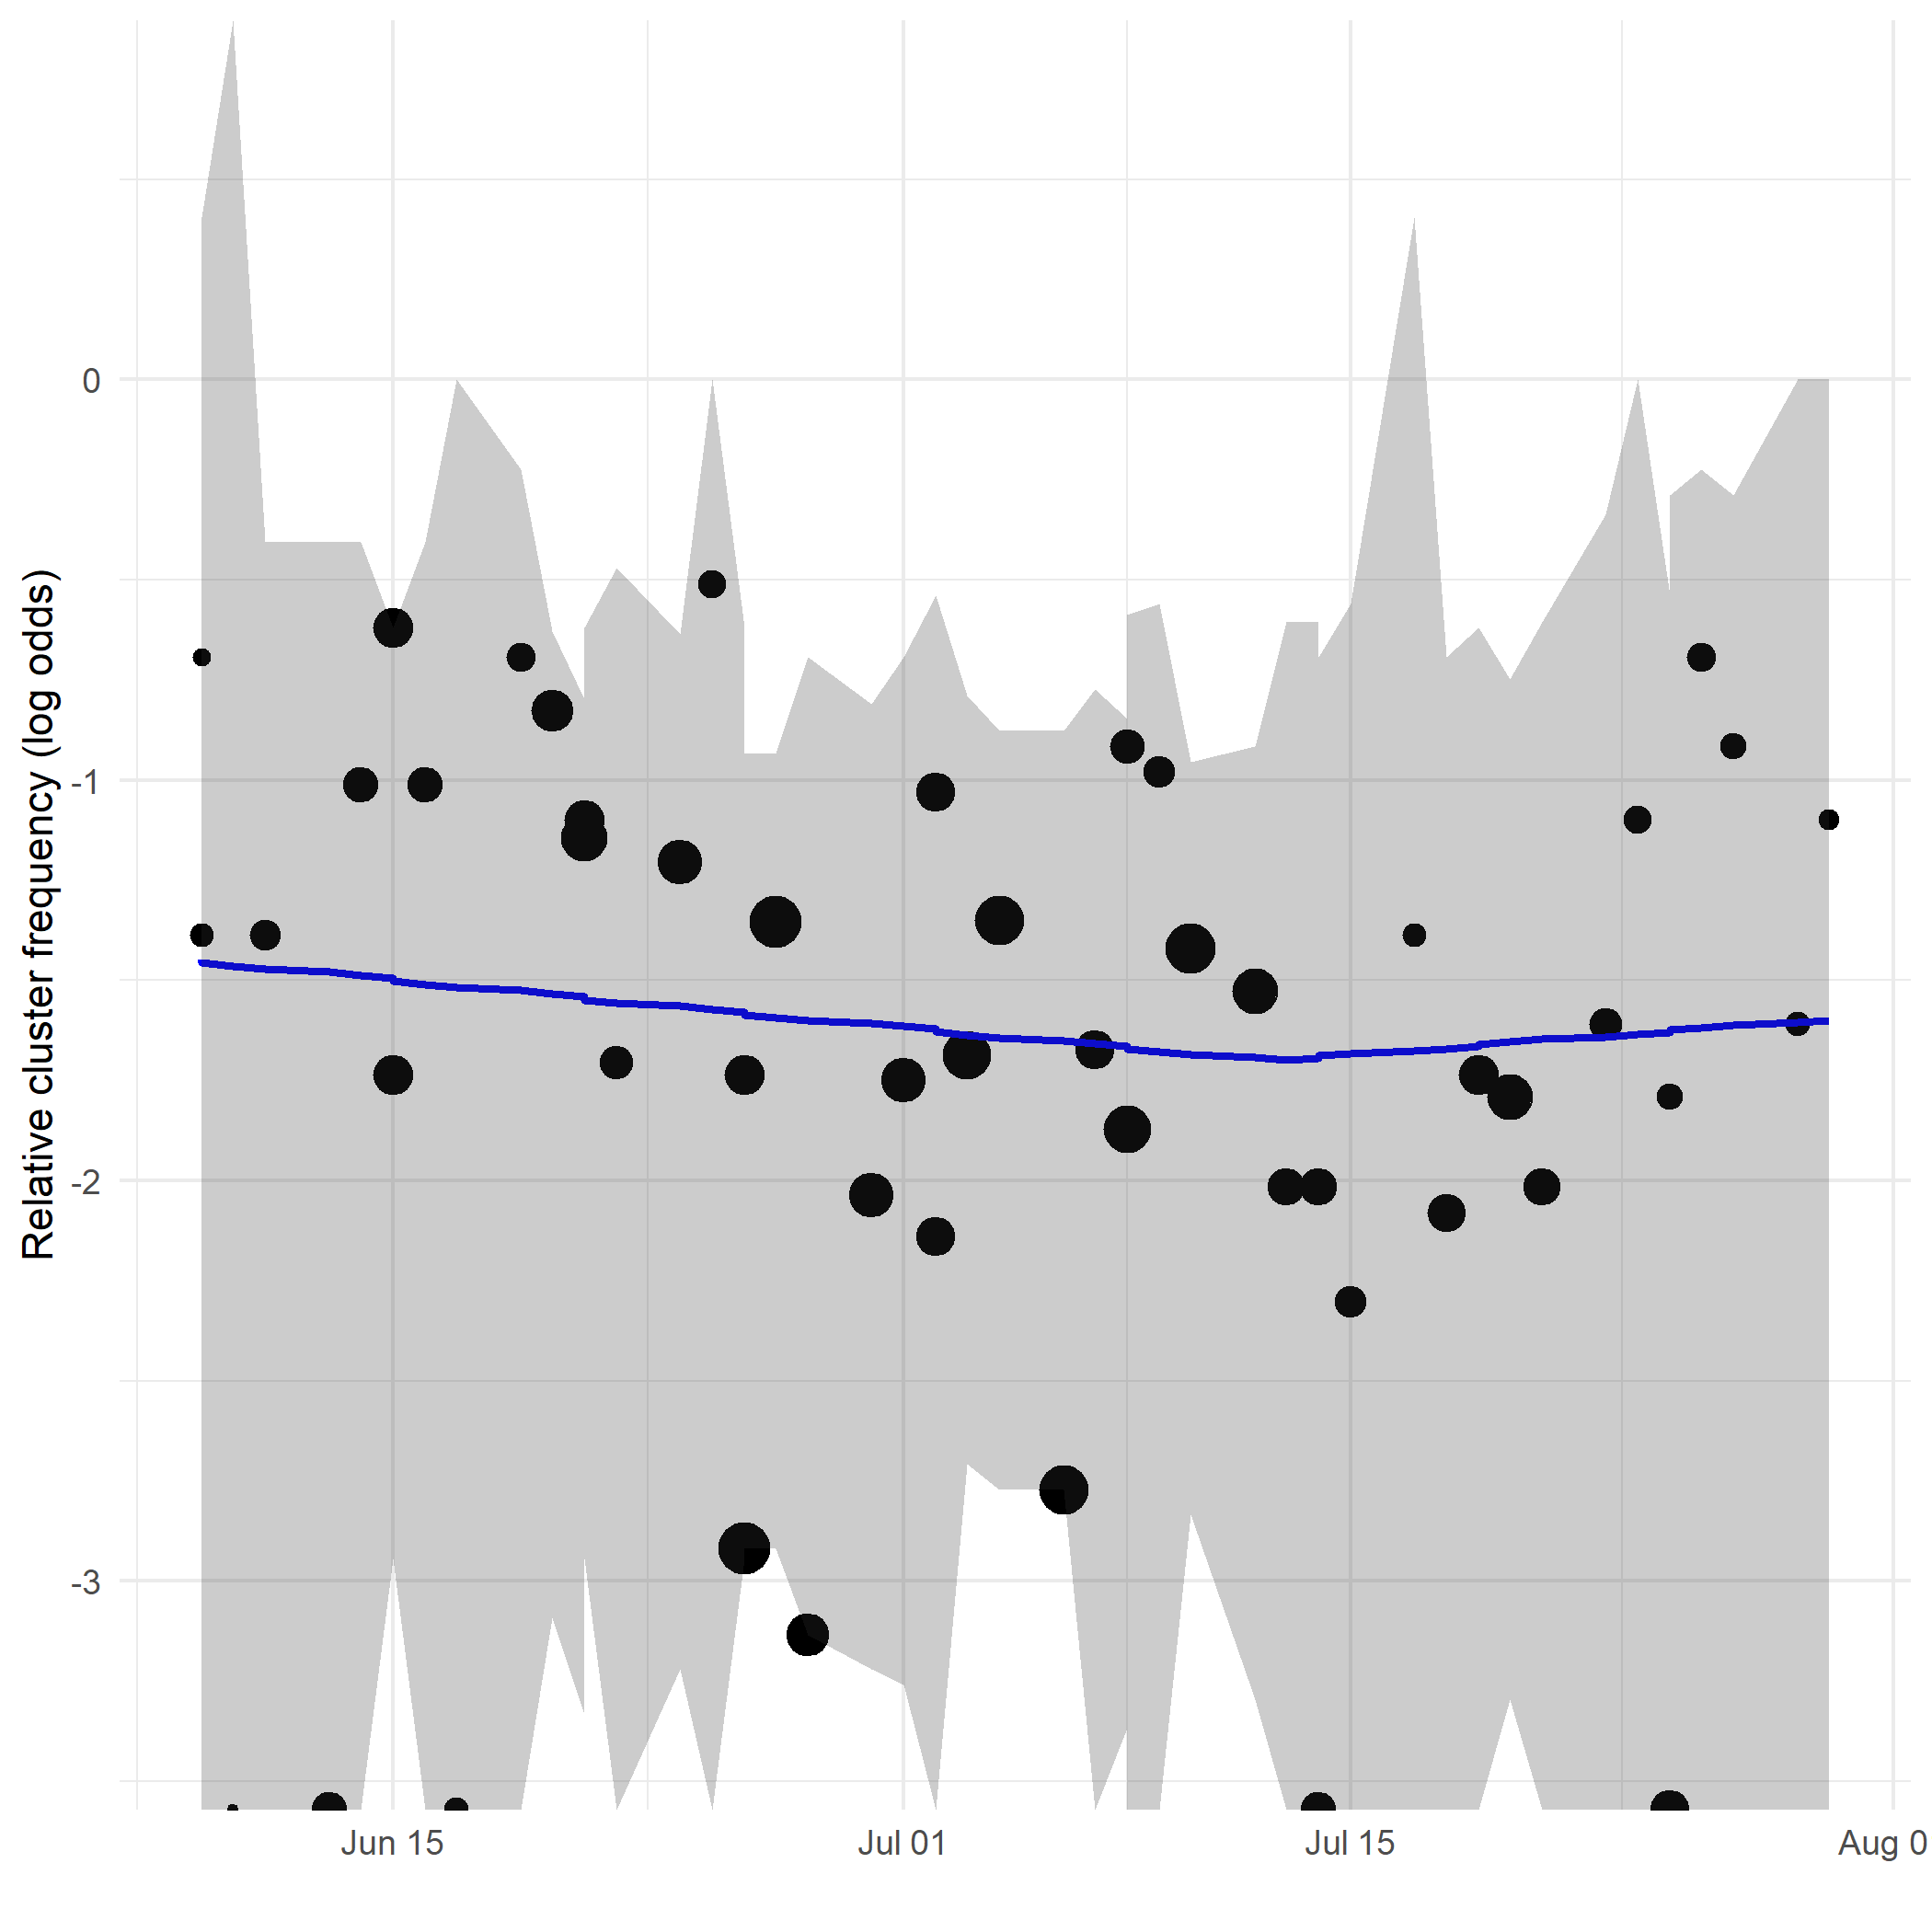 Relative cluster frequency (log odds)
0
-1
-2
-3
Jun 15
Jul 01
Jul 15
Aug 0